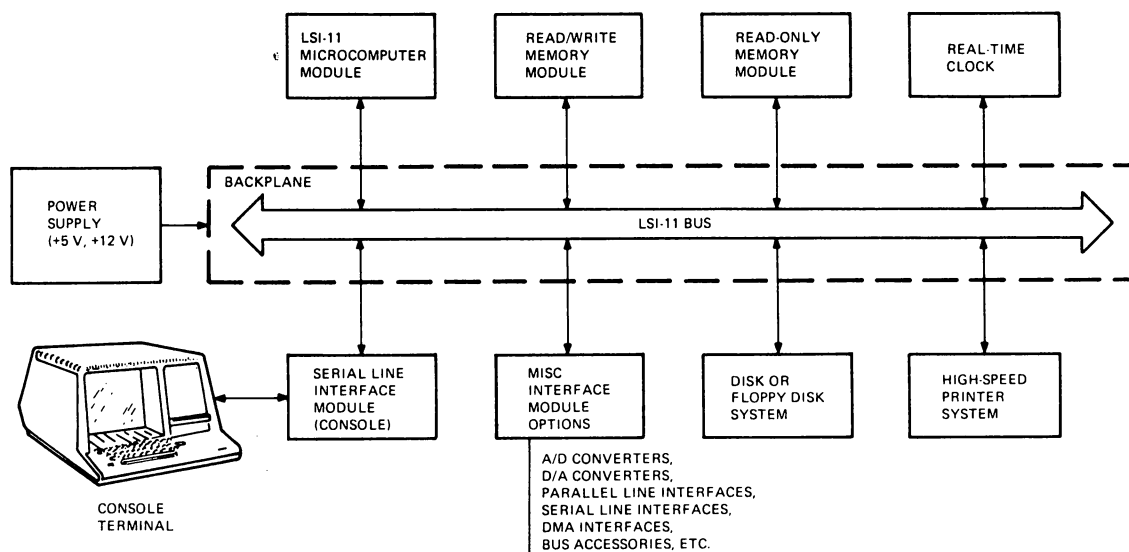 LSI-11
MICROCOMPUTER
MODULE
READ/WRITE
MEMORY
MODULE
READ-ONLY
MEMORY
MODULE
REAL-TIME
CLOCK
BACKPLANE
POWER
SUPPLY
(+5 V, +12 V)
LSI-11 BUS
SERIAL LINE
INTERFACE
MODULE
(CONSOLE)
MISC
INTERFACE
MODULE
OPTIONS
DISK OR
FLOPPY DISK
SYSTEM
HIGH-SPEED
PRINTER
SYSTEM
CONSOLE
TERMINAL
A/D CONVERTERS,
D/A CONVERTERS,
PARALLEL LINE INTERFACES,
SERIAL LINE INTERFACES,
DMA INTERFACES,
BUS ACCESSORIES, ETC.